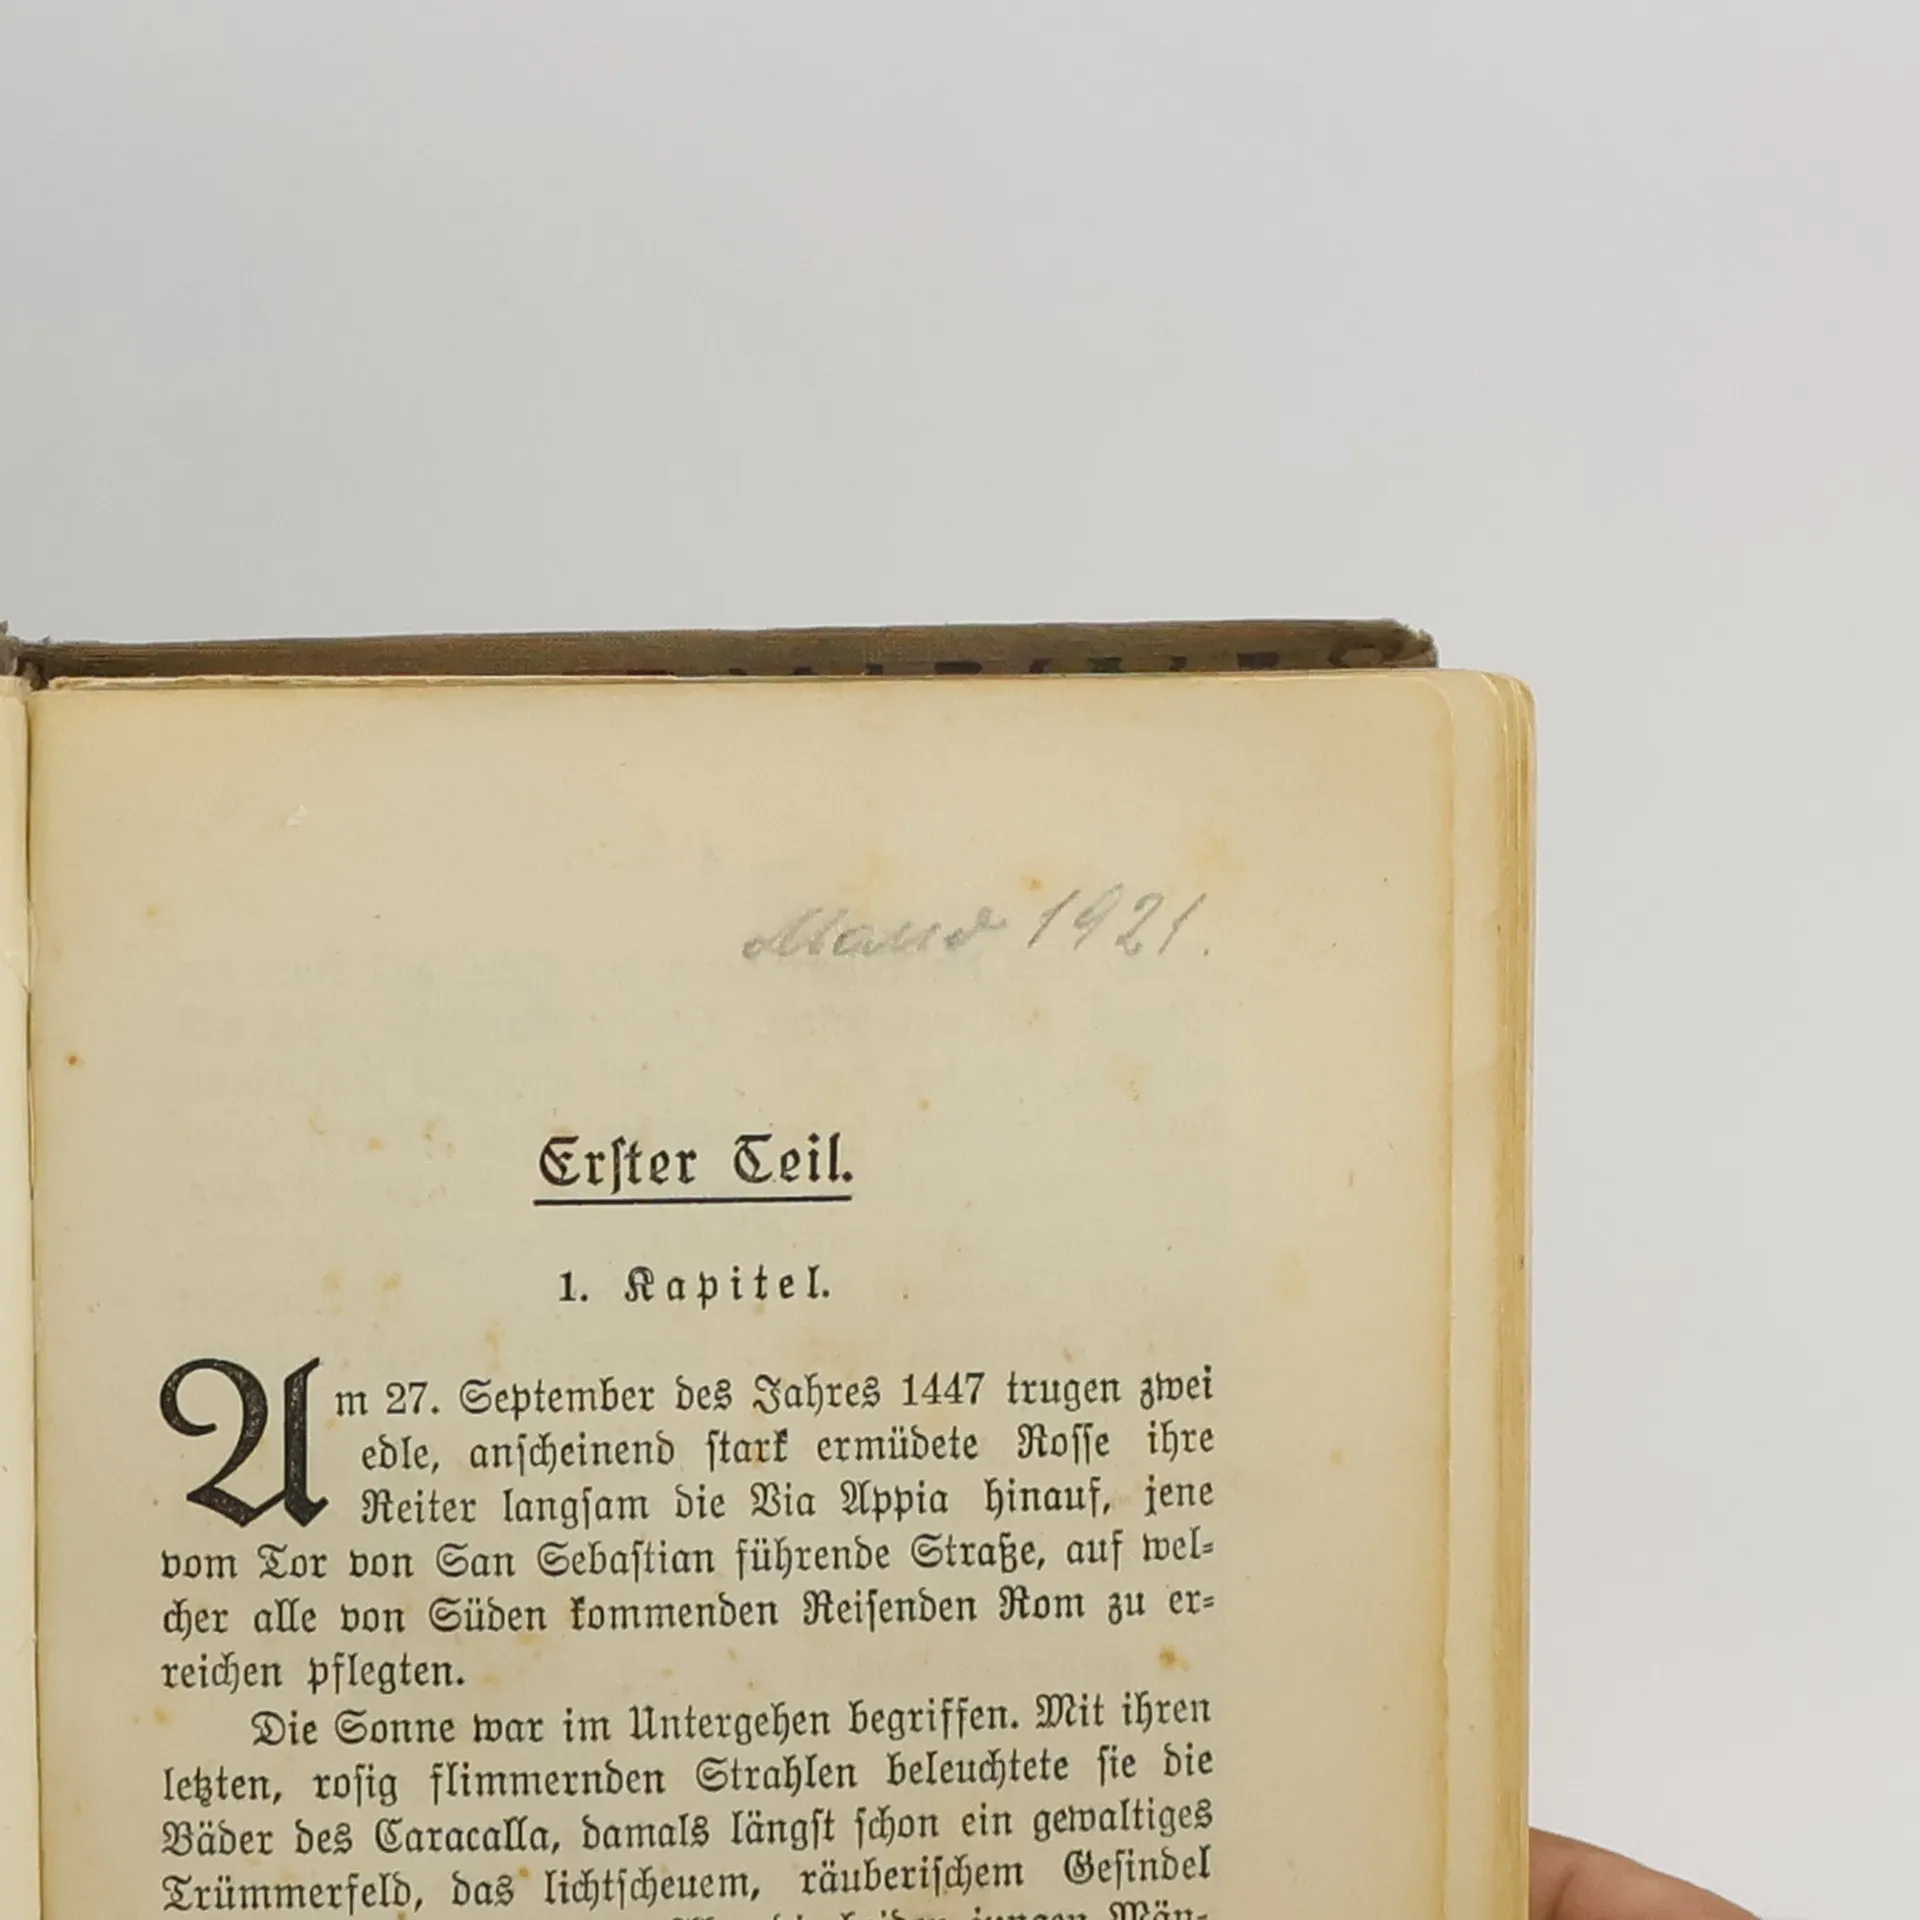 1921.
Erster Teil.
1. Kapitel.
Am 27. September des Jahres 1447 trugen zwei
edle, anscheinend stark ermüdete Rosse ihre
Reiter langsam die Via Appia hinauf, jene
vom Tor von San Sebastian führende Straße, auf wel-
cher alle von Süden kommenden Reisenden Rom zu er-
reichen pflegten.
Die Sonne war im Untergehen begriffen. Mit ihren
letzten, rosig flimmernden Strahlen beleuchtete sie die
Bäder des Caracalla, damals längst schon ein gewaltiges
Trümmerfeld, das lichtscheuem, räuberischem Gesindel
jungen Män-